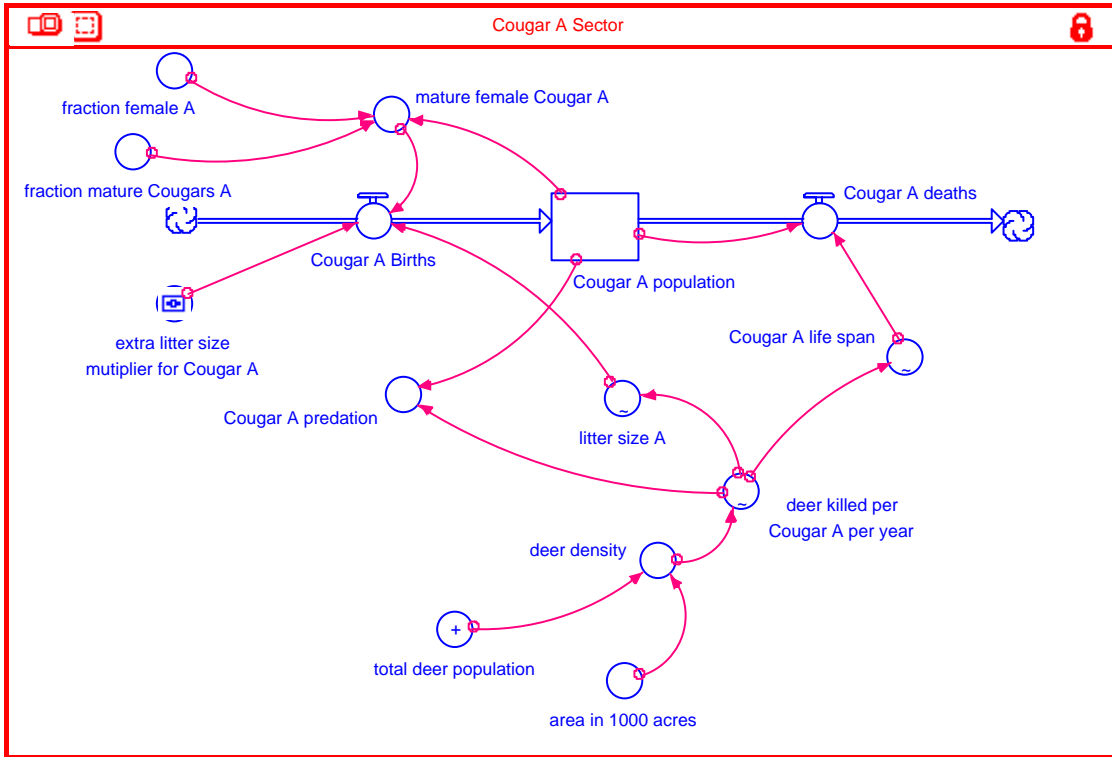 Cougar A Sector
fraction female A
mature female Cougar A
fraction mature Cougars A
Cougar A deaths
Cougar A Births
Cougar A population
extra litter size
mutiplier for Cougar A
Cougar A life span
Cougar A predation
litter size A
deer killed per
Cougar A per year
deer density
total deer population
area in 1000 acres